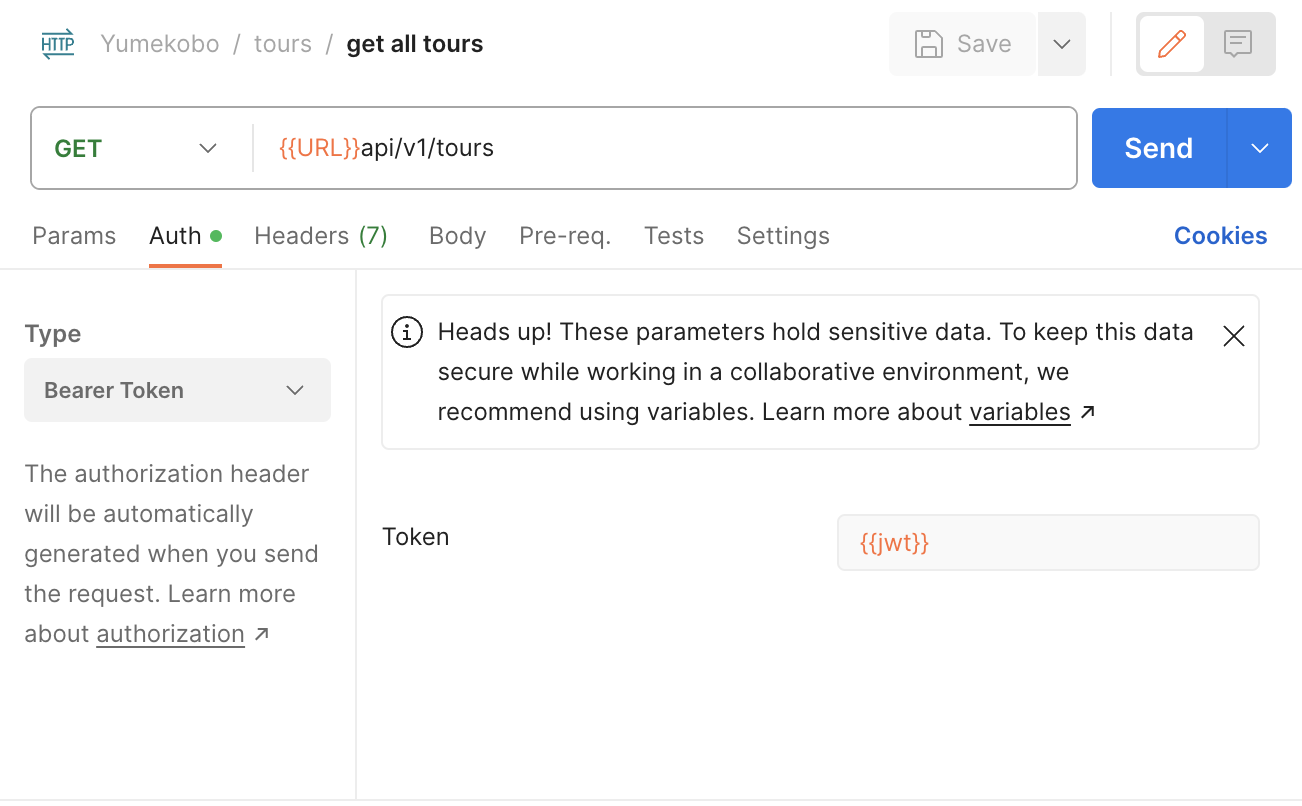 HTTP Yumekobo / tours / get all tours Save
GET {{URL}}api/v1/tours Send
Params Auth Headers (7) Body Pre-req. Tests Settings Cookies
Type
Bearer Token
The authorization header
will be automatically
generated when you send
the request. Learn more
about authorization ↗
Heads up! These parameters hold sensitive data. To keep this data
secure while working in a collaborative environment, we
recommend using variables. Learn more about variables ↗
Token {{jwt}}